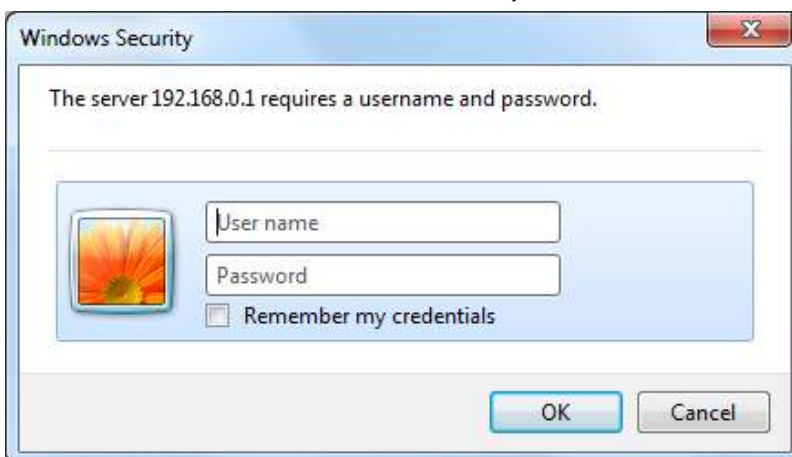 Windows Security
The server 192.168.0.1 requires a username and password.
User name
Password
Remember my credentials
OK Cancel